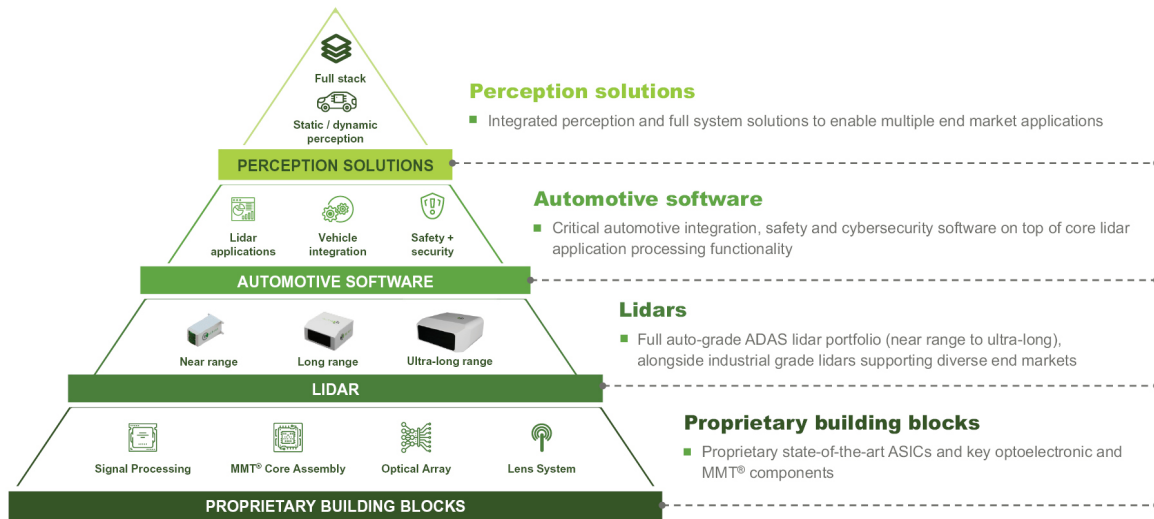 Full stack
Static / dynamic
perception
PERCEPTION SOLUTIONS
Perception solutions
Integrated perception and full system solutions to enable multiple end market applications
Lidar
applications
Vehicle
integration
Safety +
security
AUTOMOTIVE SOFTWARE
Automotive software
Critical automotive integration, safety and cybersecurity software on top of core lidar
application processing functionality
Near range
Long range
Ultra-long range
LIDAR
Lidars
Full auto-grade ADAS lidar portfolio (near range to ultra-long),
alongside industrial grade lidars supporting diverse end markets
Signal Processing
MMT® Core Assembly
Optical Array
Lens System
PROPRIETARY BUILDING BLOCKS
Proprietary building blocks
Proprietary state-of-the-art ASICs and key optoelectronic and
MMT® components